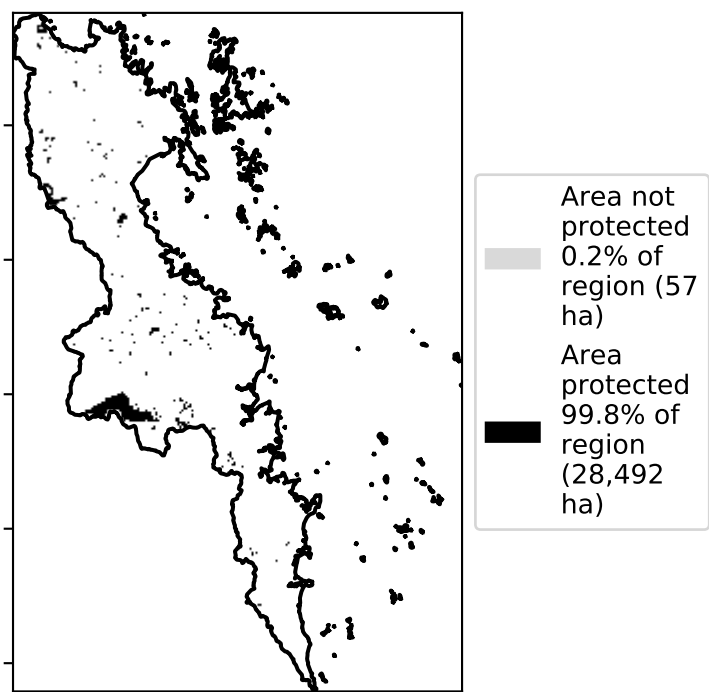 Area not
protected
0.2% of
region (57
ha)
Area
protected
99.8% of
region
(28,492
ha)